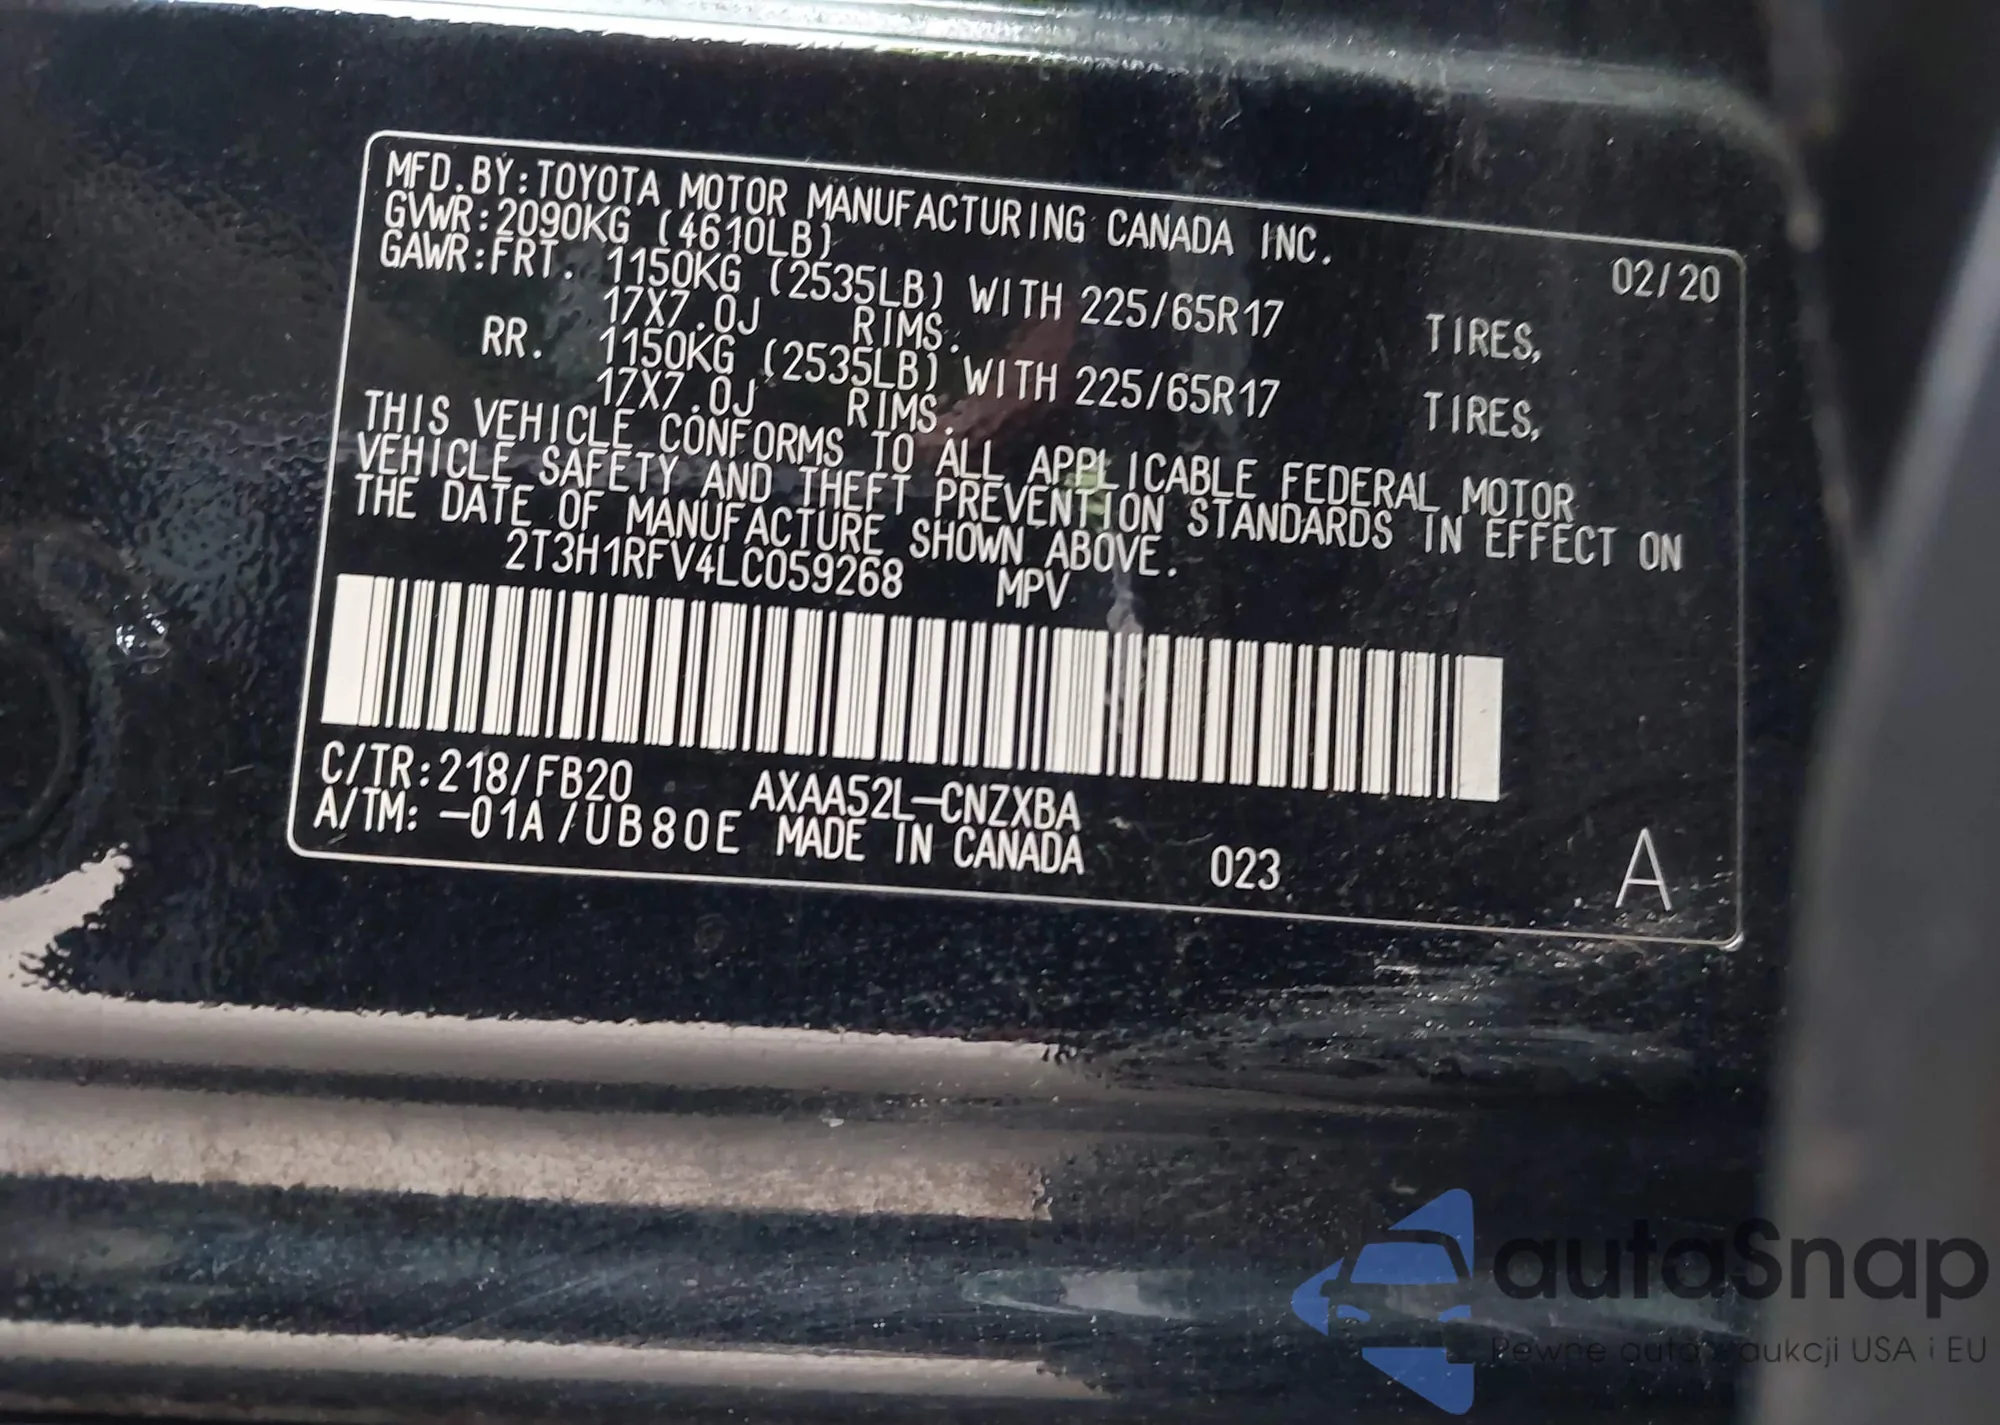 MFD.BY:TOYOTA MOTOR MANUFACTURING CANADA INC.
02/20
GVWR:2090KG (4610LB)
GAWR:FRT. 1150KG (2535LB) WITH 225/65R17 TIRES,
17X7.0J RIMS.
RR. 1150KG (2535LB) WITH 225/65R17 TIRES,
17X7.0J RIMS.
THIS VEHICLE CONFORMS TO ALL APPLICABLE FEDERAL MOTOR
VEHICLE SAFETY AND THEFT PREVENTION STANDARDS IN EFFECT ON
THE DATE OF MANUFACTURE SHOWN ABOVE.
2T3H1RFV4LC059268 MPV
C/TR:218/FB20 AXAA52L-CNZXBA
A/TM: -01A/UB80E MADE IN CANADA 023 A
autoSnap
Pewne auta z aukcji USA i EU